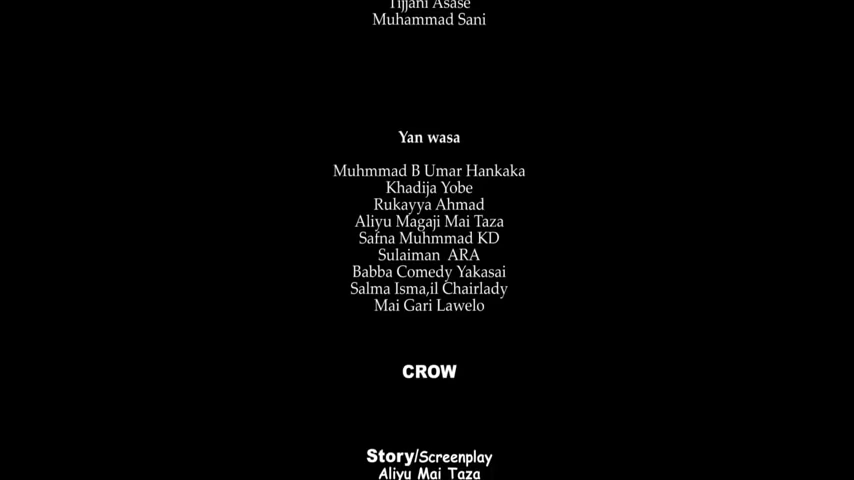 Tijjani Asase
Muhammad Sani
Yan wasa
Muhmmad B Umar Hankaka
Khadija Yobe
Rukayya Ahmad
Aliyu Magaji Mai Taza
Safna Muhmmad KD
Sulaiman ARA
Babba Comedy Yakasai
Salma Isma,il Chairlady
Mai Gari Lawelo
CROW
Story/Screenplay
Aliyu Mai Taza